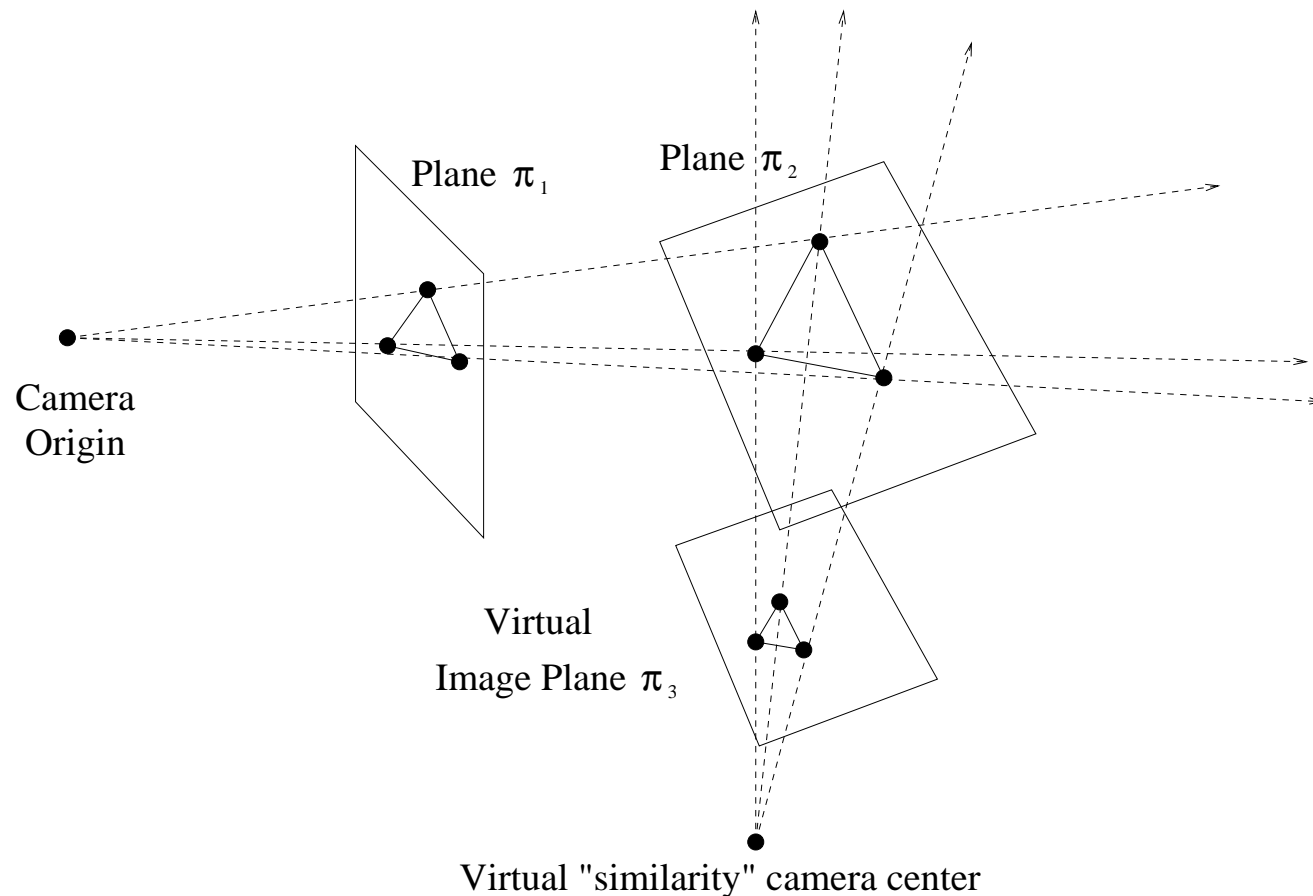 Plane π₂
Plane π₁
Camera
Origin
Virtual
Image Plane π₃
Virtual "similarity" camera center